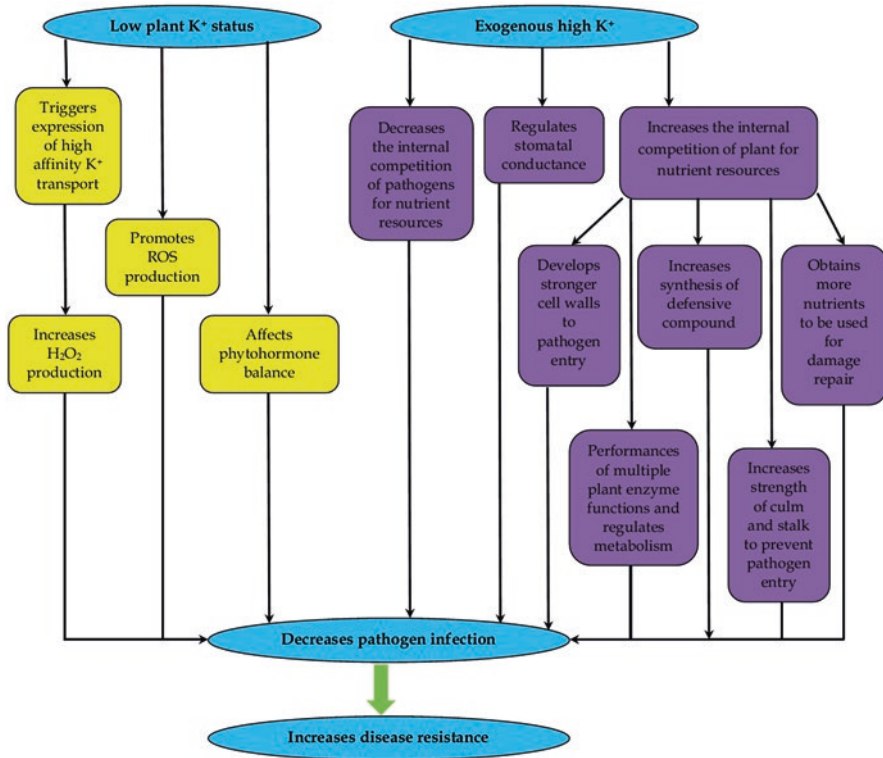 Low plant K⁺ status
Exogenous high K⁺
Triggers
expression
of high
affinity K⁺
transport
Promotes
ROS
production
Increases
H₂O₂
production
Affects
phytohormone
balance
Decreases
the internal
competition
of pathogens
for nutrient
resources
Regulates
stomatal
conductance
Increases the internal
competition of plant for
nutrient resources
Develops
stronger
cell walls
to
pathogen
entry
Increases
synthesis of
defensive
compound
Obtains
more
nutrients
to be used
for
damage
repair
Performances
of multiple
plant enzyme
functions and
regulates
metabolism
Increases
strength
of culm
and stalk
to prevent
pathogen
entry
Decreases pathogen infection
Increases disease resistance